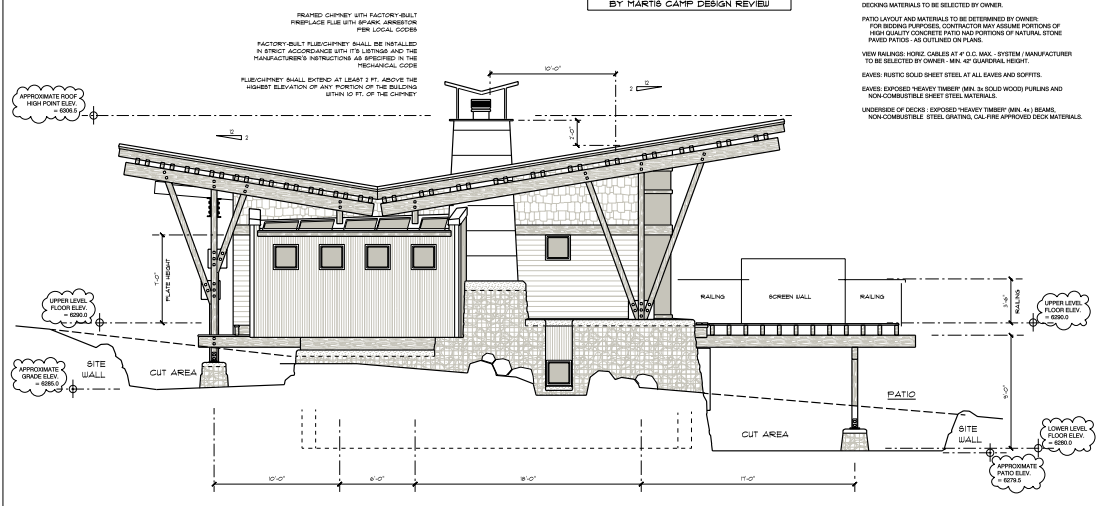 BY MARTIS CAMP DESIGN REVIEW
FRAMED CHIMNEY WITH FACTORY-BUILT
FIREPLACE FLUE WITH SPARK ARRESTOR
PER LOCAL CODES
FACTORY-BUILT FLUE/CHIMNEY SHALL BE INSTALLED
IN STRICT ACCORDANCE WITH IT'S LISTINGS AND THE
MANUFACTURER'S INSTRUCTIONS AS SPECIFIED IN THE
MECHANICAL CODE
FLUE/CHIMNEY SHALL EXTEND AT LEAST 2 FT. ABOVE THE
HIGHEST ELEVATION OF ANY PORTION OF THE BUILDING
WITHIN 10 FT. OF THE CHIMNEY
DECKING MATERIALS TO BE SELECTED BY OWNER.
PATIO LAYOUT AND MATERIALS TO BE DETERMINED BY OWNER:
FOR BIDDING PURPOSES, CONTRACTOR MAY ASSUME PORTIONS OF
HIGH QUALITY CONCRETE PATIO NAD PORTIONS OF NATURAL STONE
PAVED PATIOS - AS OUTLINED ON PLANS.
VIEW RAILINGS: HORIZ. CABLES AT 4" O.C. MAX. - SYSTEM / MANUFACTURER
TO BE SELECTED BY OWNER - MIN. 42" GUARDRAIL HEIGHT.
EAVES: RUSTIC SOLID SHEET STEEL AT ALL EAVES AND SOFFITS.
EAVES: EXPOSED "HEAVEY TIMBER" (MIN. 3x SOLID WOOD) PURLINS AND
NON-COMBUSTIBLE SHEET STEEL MATERIALS.
UNDERSIDE OF DECKS : EXPOSED "HEAVEY TIMBER" (MIN. 4x ) BEAMS,
NON-COMBUSTIBLE STEEL GRATING, CAL-FIRE APPROVED DECK MATERIALS.
10'-0"
12
2
APPROXIMATE ROOF
HIGH POINT ELEV.
= 6306.5
12
2
2'-0"
PLATE HEIGHT
RAILING
SCREEN WALL
RAILING
3'-6"
RAILING
UPPER LEVEL
FLOOR ELEV.
= 6290.0
UPPER LEVEL
FLOOR ELEV.
= 6290.0
SITE
WALL
CUT AREA
APPROXIMATE
GRADE ELEV.
= 6285.0
PATIO
CUT AREA
SITE
WALL
LOWER LEVEL
FLOOR ELEV.
= 6280.0
APPROXIMATE
PATIO ELEV.
= 6279.5
10'-0"
6'-0"
18'-0"
17'-0"